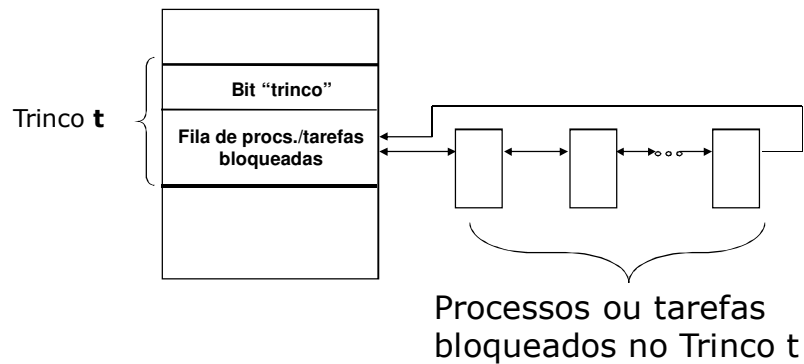 Bit “trinco”
Trinco t
Fila de procs./tarefas
bloqueadas
Processos ou tarefas
bloqueados no Trinco t